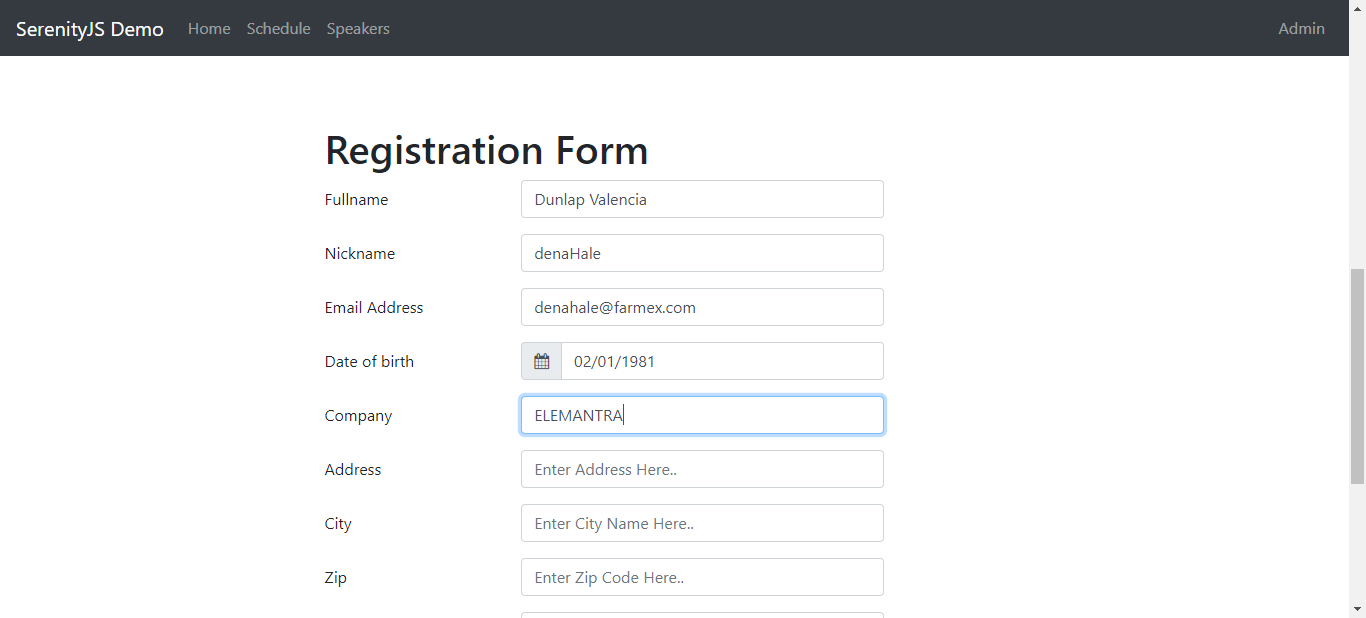 SerenityJS Demo Home Schedule Speakers Admin
Registration Form
Fullname Dunlap Valencia
Nickname denaHale
Email Address denahale@farmex.com
Date of birth 02/01/1981
Company ELEMANTRA
Address Enter Address Here..
City Enter City Name Here..
Zip Enter Zip Code Here..